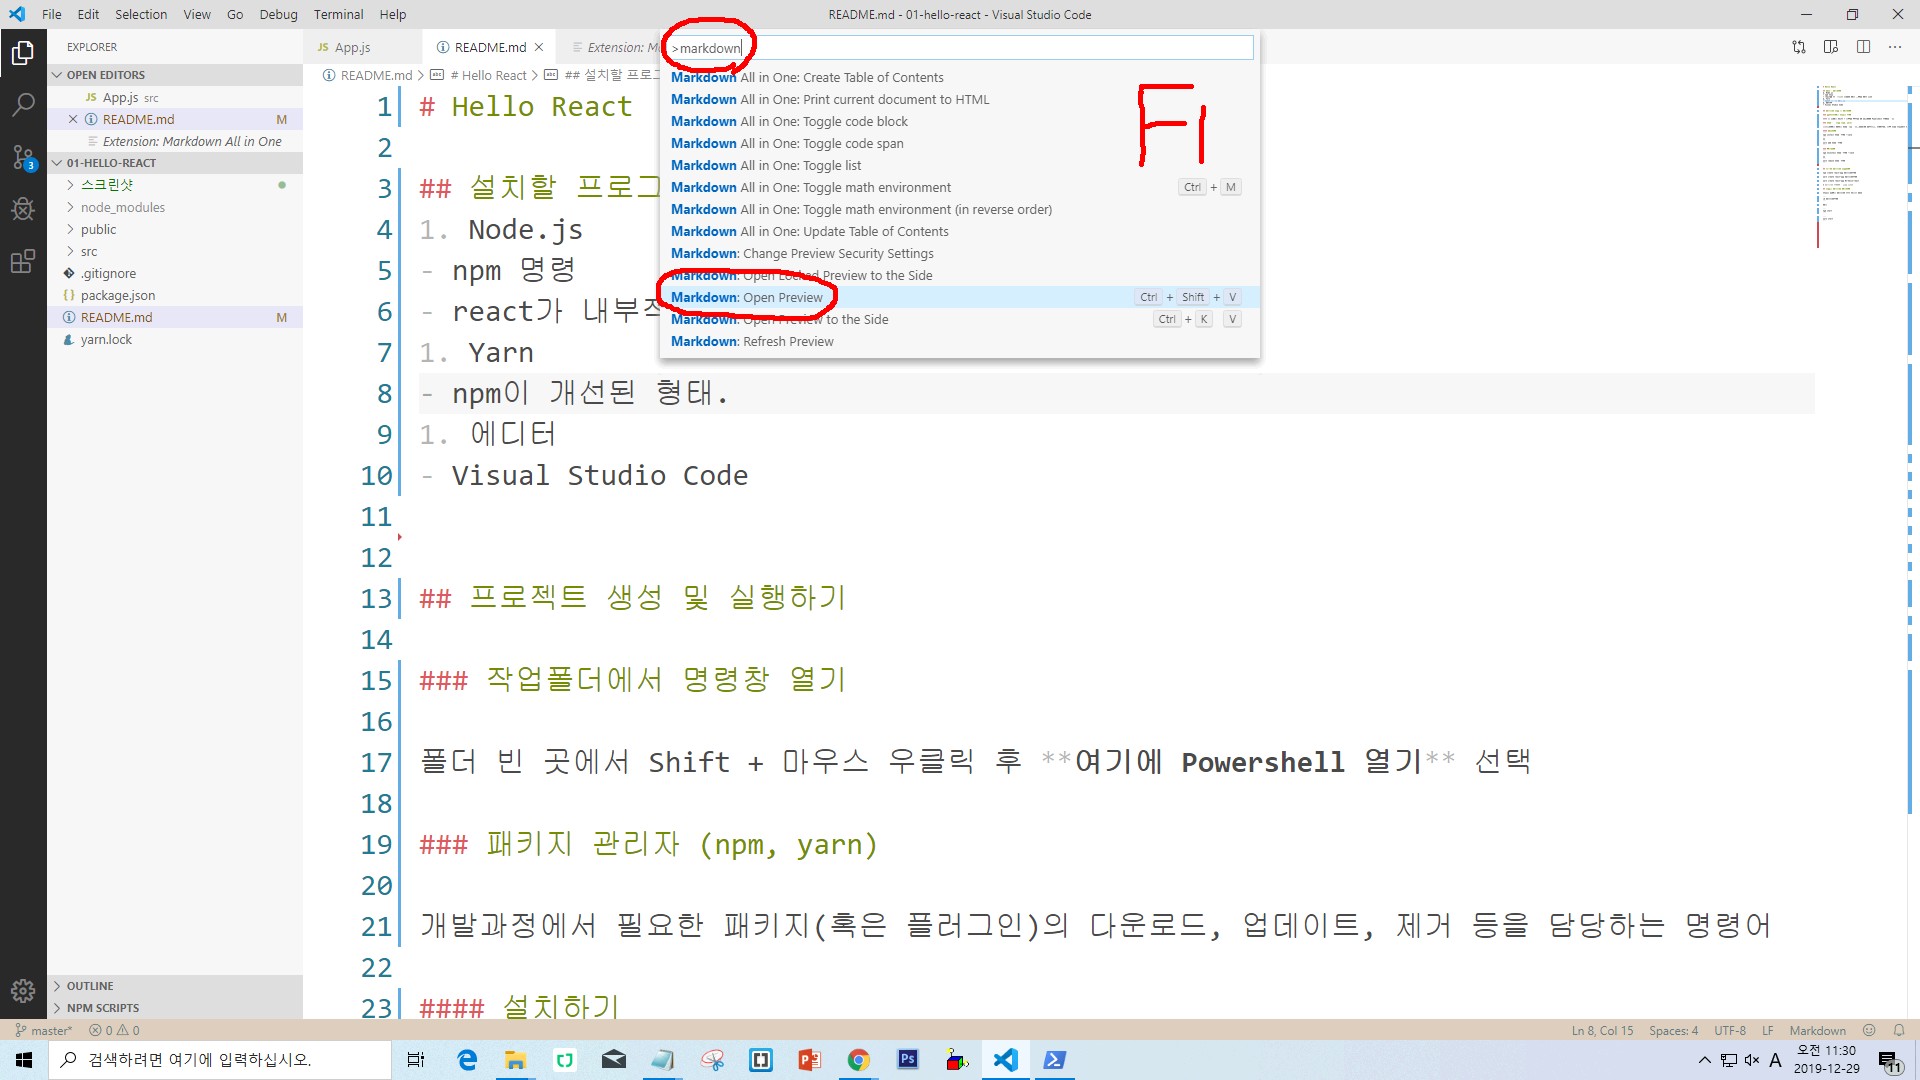 File Edit Selection View Go Debug Terminal Help
README.md - 01-hello-react - Visual Studio Code
EXPLORER
OPEN EDITORS
JS App.js src
README.md M
Extension: Markdown All in One
01-HELLO-REACT
스크린샷
node_modules
public
src
.gitignore
package.json
README.md M
yarn.lock
OUTLINE
NPM SCRIPTS
3
JS App.js
README.md
Extension: M
README.md > # Hello React > ## 설치할 프로그
>markdown
Markdown All in One: Create Table of Contents
Markdown All in One: Print current document to HTML
Markdown All in One: Toggle code block
Markdown All in One: Toggle code span
Markdown All in One: Toggle list
Markdown All in One: Toggle math environment Ctrl + M
Markdown All in One: Toggle math environment (in reverse order)
Markdown All in One: Update Table of Contents
Markdown: Change Preview Security Settings
Markdown: Open Locked Preview to the Side
Markdown: Open Preview Ctrl + Shift + V
Markdown: Open Preview to the Side Ctrl + K V
Markdown: Refresh Preview
F1
1 # Hello React
2
3 ## 설치할 프로그
4 1. Node.js
5 - npm 명령
6 - react가 내부적
7 1. Yarn
8 - npm이 개선된 형태.
9 1. 에디터
10 - Visual Studio Code
11
12
13 ## 프로젝트 생성 및 실행하기
14
15 ### 작업폴더에서 명령창 열기
16
17 폴더 빈 곳에서 Shift + 마우스 우클릭 후 **여기에 Powershell 열기** 선택
18
19 ### 패키지 관리자 (npm, yarn)
20
21 개발과정에서 필요한 패키지(혹은 플러그인)의 다운로드, 업데이트, 제거 등을 담당하는 명령어
22
23 #### 설치하기
master* 0 0
Ln 8, Col 15 Spaces: 4 UTF-8 LF Markdown
검색하려면 여기에 입력하십시오.
A 오전 11:30
2019-12-29
11